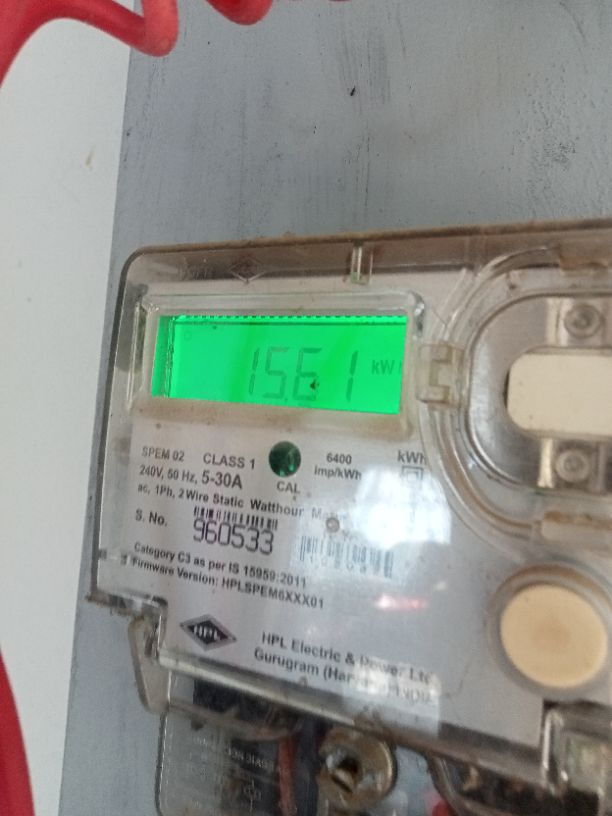 1561 kW
SPEM 02 CLASS 1 6400 kWh
240V, 50 Hz, 5-30A CAL imp/kWh
ac, 1Ph, 2 Wire Static Watthour
S. No. 960533
Category C3 as per IS 15959:2011
Firmware Version: HPLSPEM6XXX01
HPL
HPL Electric & Power Ltd
Gurugram